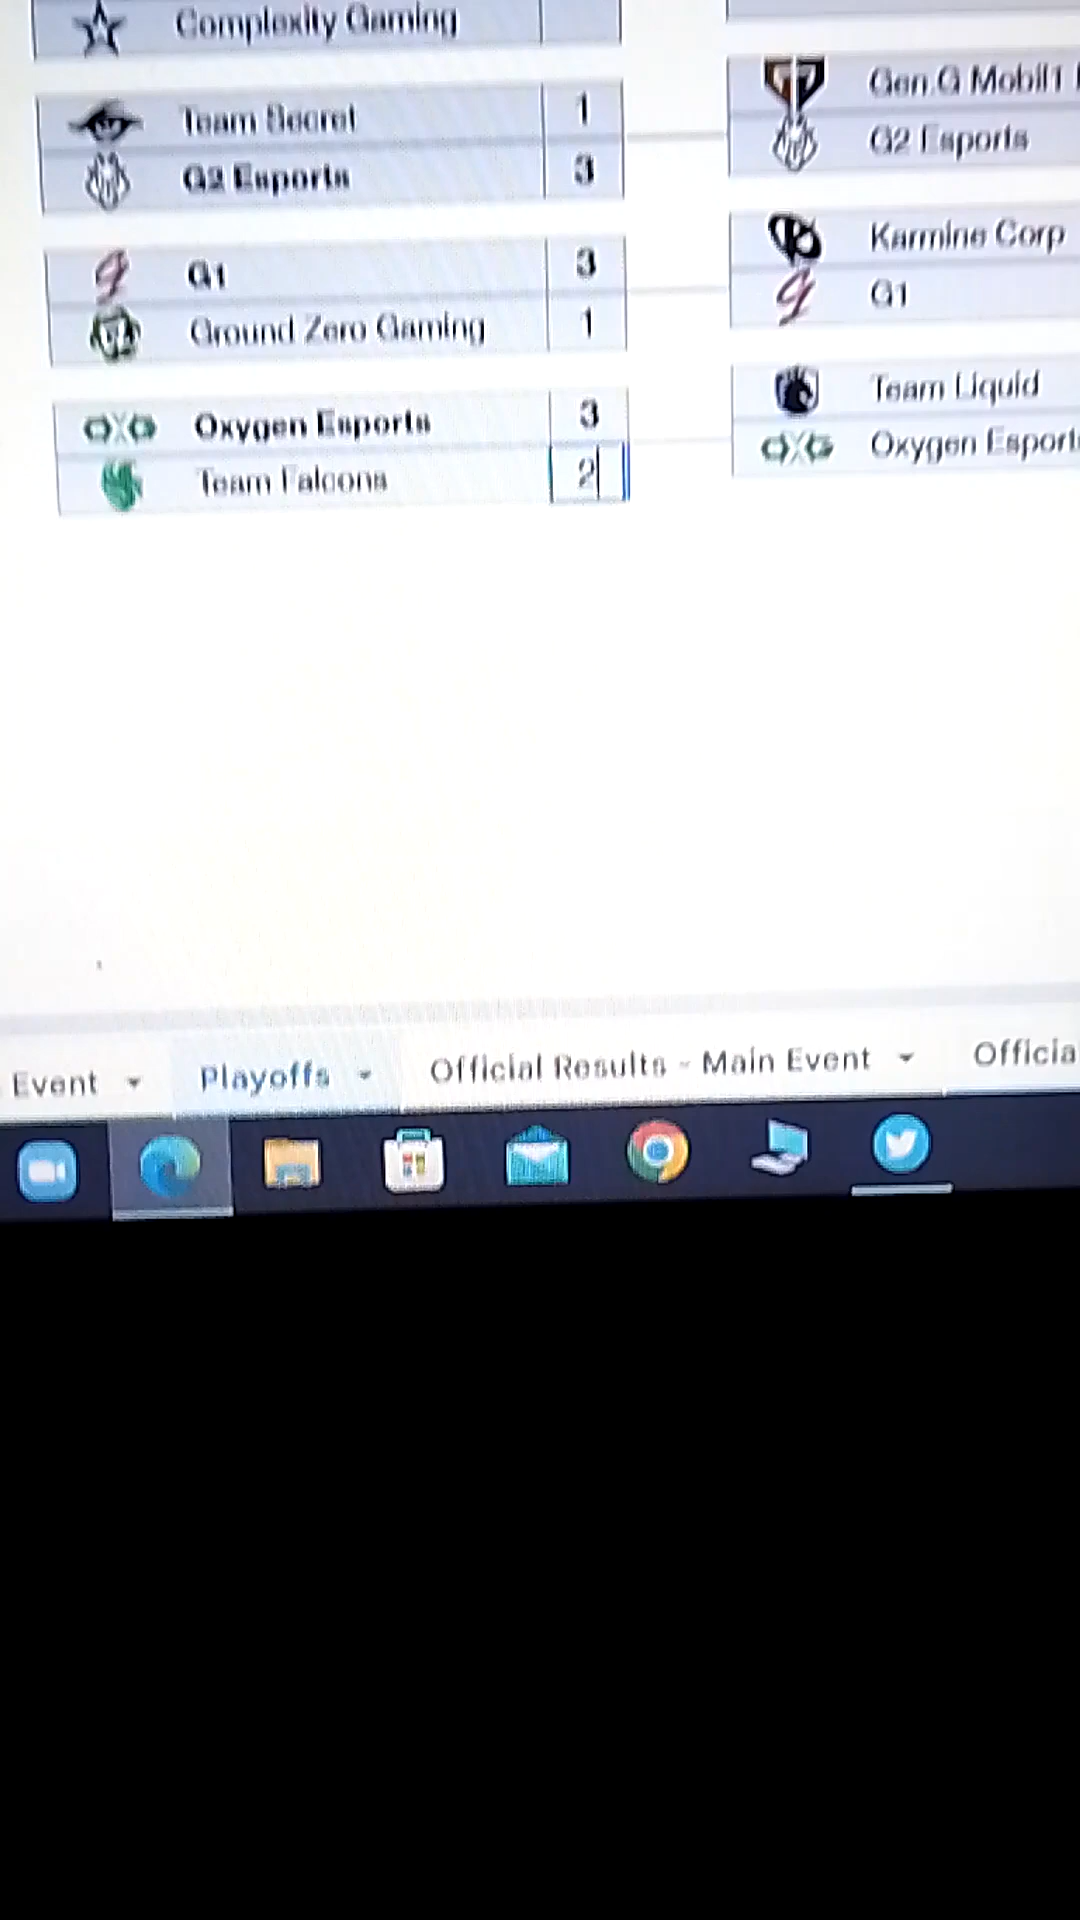 Complexity Gaming
Team Secret 1
G2 Esports 3
G1 3
Ground Zero Gaming 1
Oxygen Esports 3
Team Falcons 2
Gen.G Mobil1
G2 Esports
Karmine Corp
G1
Team Liquid
Oxygen Esports
Event Playoffs Official Results - Main Event Officia